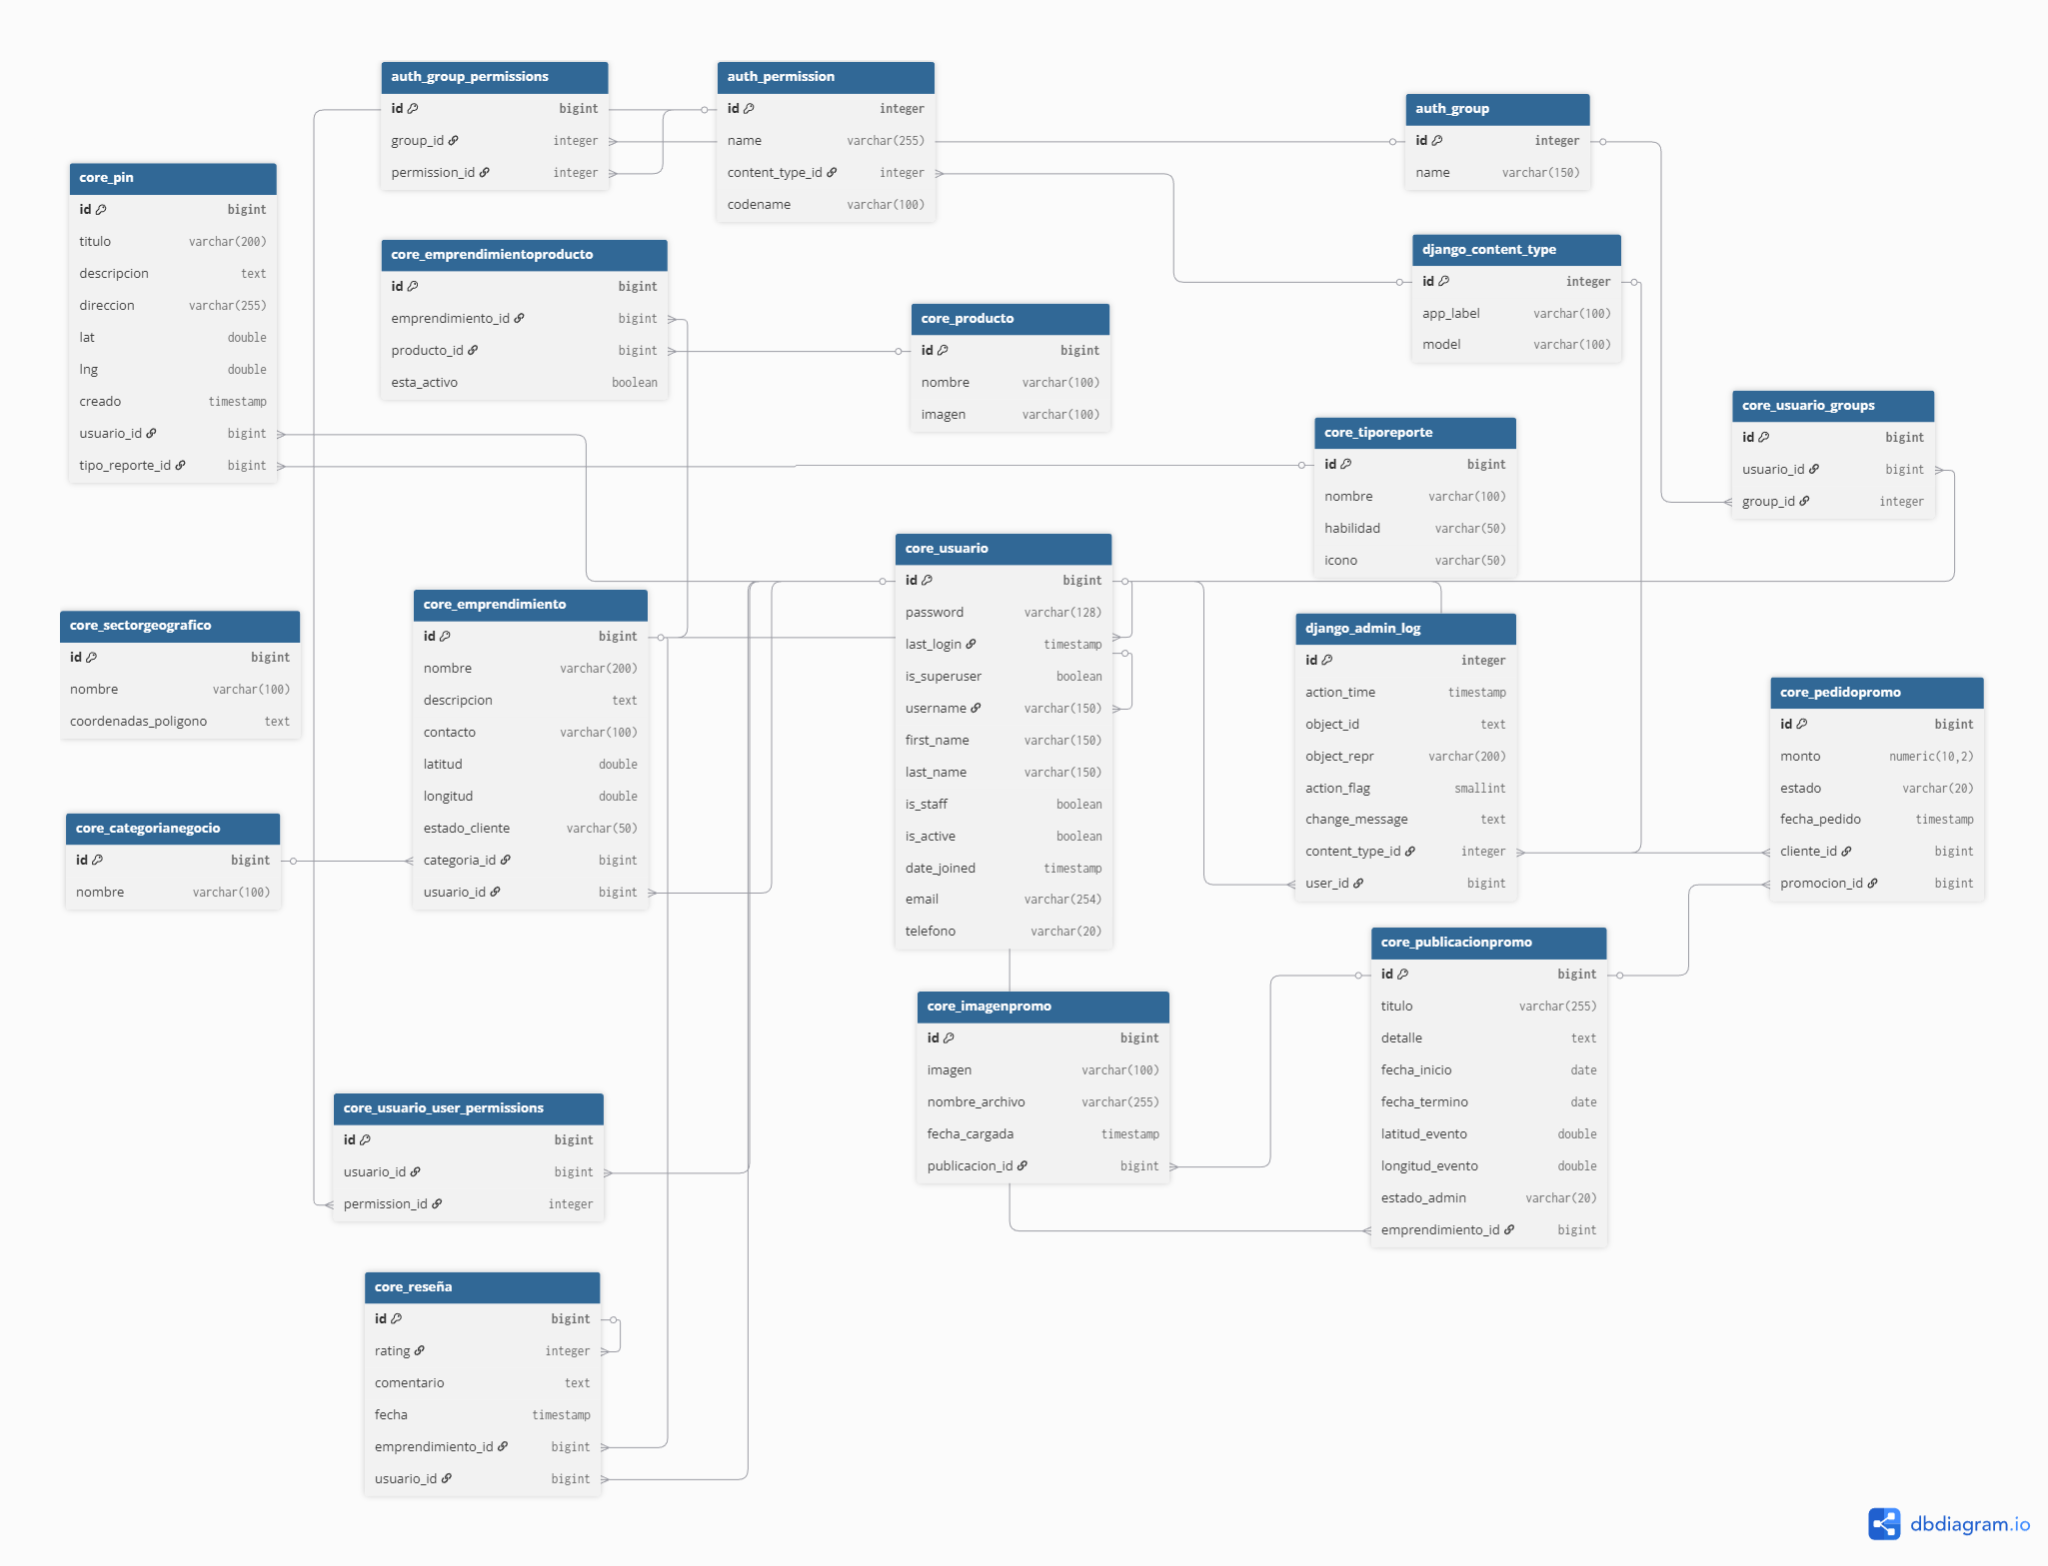 auth_group_permissions
id bigint
group_id integer
permission_id integer
auth_permission
id integer
name varchar(255)
content_type_id integer
codename varchar(100)
auth_group
id integer
name varchar(150)
core_pin
id bigint
titulo varchar(200)
descripcion text
direccion varchar(255)
lat double
lng double
creado timestamp
usuario_id bigint
tipo_reporte_id bigint
core_emprendimientoproducto
id bigint
emprendimiento_id bigint
producto_id bigint
esta_activo boolean
core_producto
id bigint
nombre varchar(100)
imagen varchar(100)
django_content_type
id integer
app_label varchar(100)
model varchar(100)
core_tiporeporte
id bigint
nombre varchar(100)
habilidad varchar(50)
icono varchar(50)
core_usuario_groups
id bigint
usuario_id bigint
group_id integer
core_sectorgeografico
id bigint
nombre varchar(100)
coordenadas_poligono text
core_emprendimiento
id bigint
nombre varchar(200)
descripcion text
contacto varchar(100)
latitud double
longitud double
estado_cliente varchar(50)
categoria_id bigint
usuario_id bigint
core_usuario
id bigint
password varchar(128)
last_login timestamp
is_superuser boolean
username varchar(150)
first_name varchar(150)
last_name varchar(150)
is_staff boolean
is_active boolean
date_joined timestamp
email varchar(254)
telefono varchar(20)
django_admin_log
id integer
action_time timestamp
object_id text
object_repr varchar(200)
action_flag smallint
change_message text
content_type_id integer
user_id bigint
core_pedidopromo
id bigint
monto numeric(10,2)
estado varchar(20)
fecha_pedido timestamp
cliente_id bigint
promocion_id bigint
core_categorianegocio
id bigint
nombre varchar(100)
core_imagenpromo
id bigint
imagen varchar(100)
nombre_archivo varchar(255)
fecha_cargada timestamp
publicacion_id bigint
core_publicacionpromo
id bigint
titulo varchar(255)
detalle text
fecha_inicio date
fecha_termino date
latitud_evento double
longitud_evento double
estado_admin varchar(20)
emprendimiento_id bigint
core_usuario_user_permissions
id bigint
usuario_id bigint
permission_id integer
core_reseña
id bigint
rating integer
comentario text
fecha timestamp
emprendimiento_id bigint
usuario_id bigint
dbdiagram.io